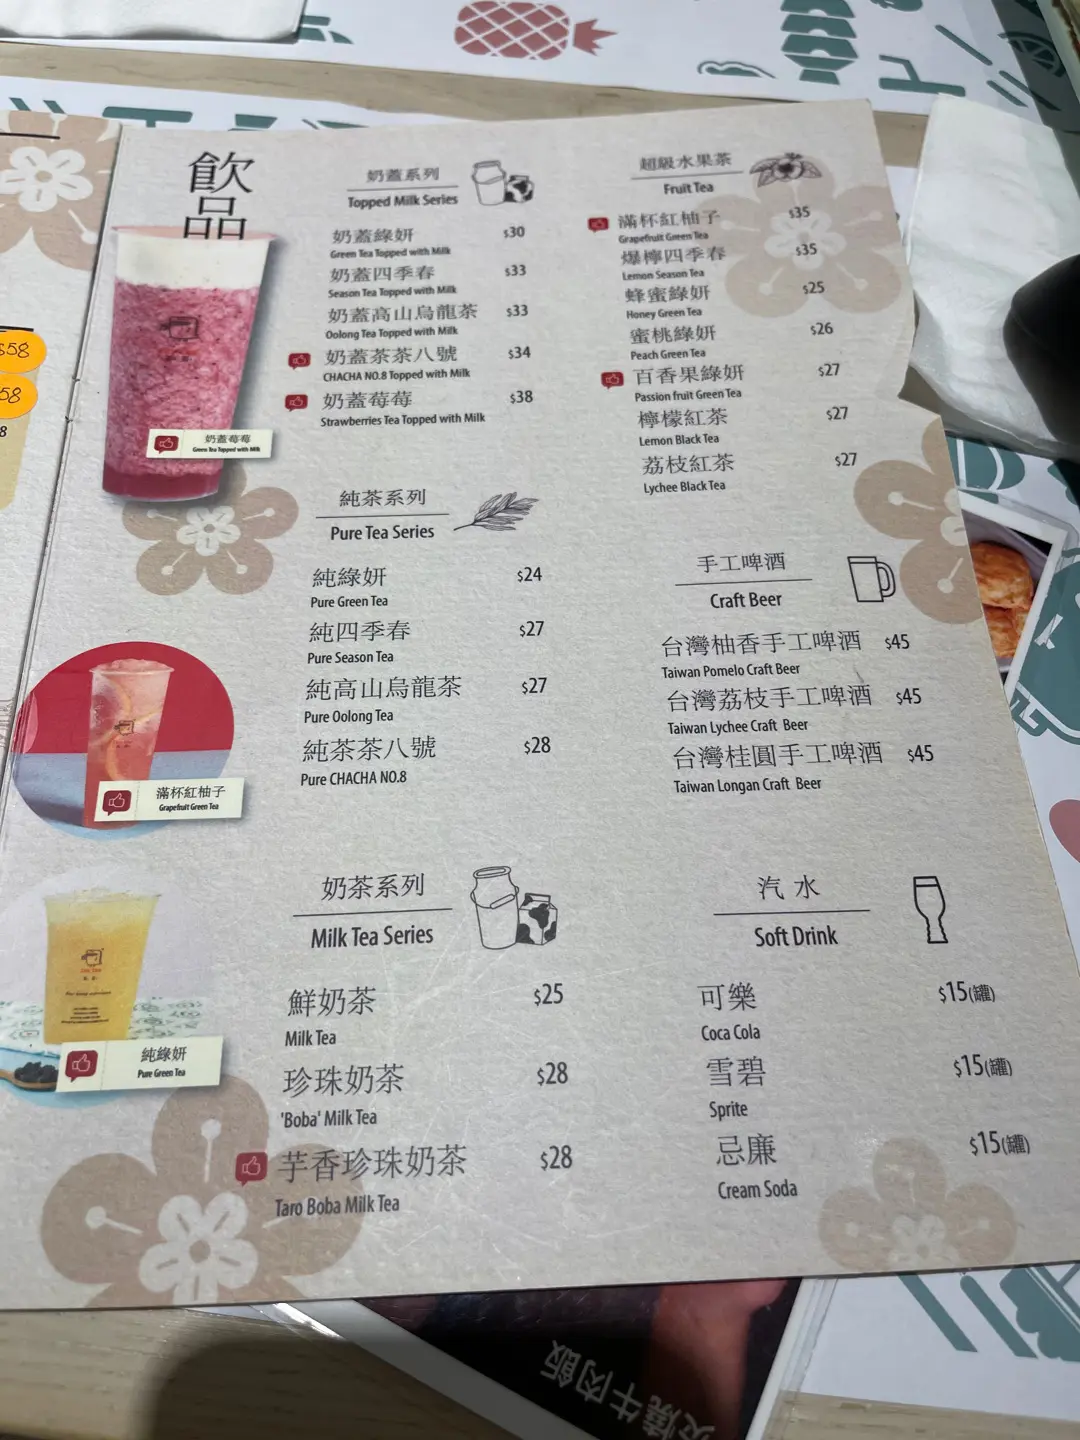 飲品
奶蓋系列
Topped Milk Series
奶蓋綠妍 $30
Green Tea Topped with Milk
奶蓋四季春 $33
Season Tea Topped with Milk
奶蓋高山烏龍茶 $33
Oolong Tea Topped with Milk
奶蓋茶茶八號 $34
CHACHA NO.8 Topped with Milk
奶蓋莓莓 $38
Strawberries Tea Topped with Milk
奶蓋莓莓
Green Tea Topped with Milk
純茶系列
Pure Tea Series
純綠妍 $24
Pure Green Tea
純四季春 $27
Pure Season Tea
純高山烏龍茶 $27
Pure Oolong Tea
純茶茶八號 $28
Pure CHACHA NO.8
滿杯紅柚子
Grapefruit Green Tea
奶茶系列
Milk Tea Series
鮮奶茶 $25
Milk Tea
珍珠奶茶 $28
'Boba' Milk Tea
芋香珍珠奶茶 $28
Taro Boba Milk Tea
純綠妍
Pure Green Tea
超級水果茶
Fruit Tea
滿杯紅柚子 $35
Grapefruit Green Tea
爆檸四季春 $35
Lemon Season Tea
蜂蜜綠妍 $25
Honey Green Tea
蜜桃綠妍 $26
Peach Green Tea
百香果綠妍 $27
Passion fruit Green Tea
檸檬紅茶 $27
Lemon Black Tea
荔枝紅茶 $27
Lychee Black Tea
手工啤酒
Craft Beer
台灣柚香手工啤酒 $45
Taiwan Pomelo Craft Beer
台灣荔枝手工啤酒 $45
Taiwan Lychee Craft Beer
台灣桂圓手工啤酒 $45
Taiwan Longan Craft Beer
汽水
Soft Drink
可樂 $15(罐)
Coca Cola
雪碧 $15(罐)
Sprite
忌廉 $15(罐)
Cream Soda
$58
58
8
燒牛肉飯